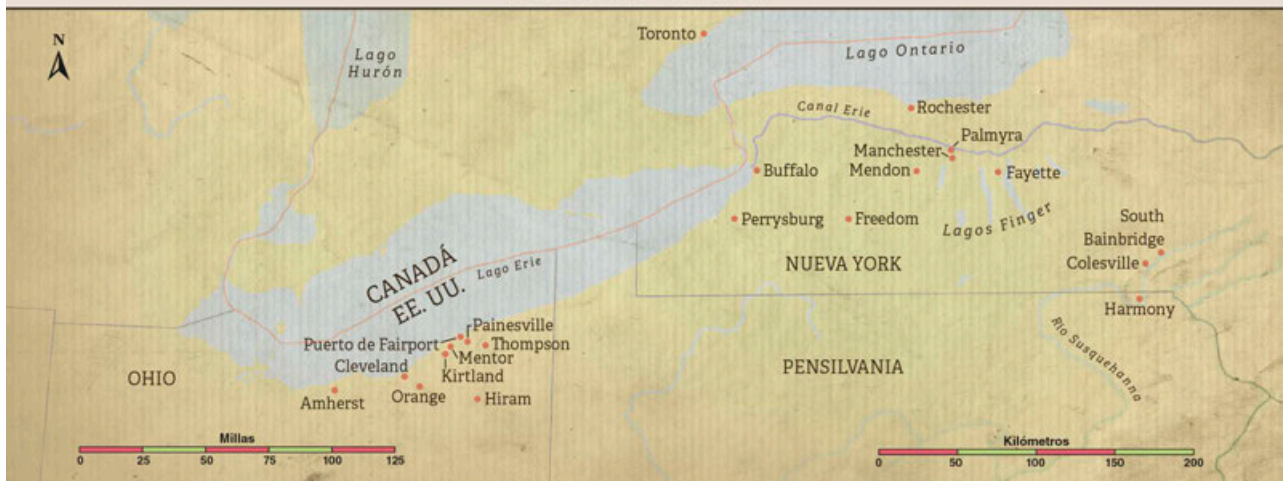 N
Toronto
Lago
Hurón
Lago Ontario
Canal Erie
Rochester
Palmyra
Manchester
Mendon
Buffalo
Fayette
Perrysburg
Freedom
Lagos Finger
South
Bainbridge
Colesville
NUEVA YORK
Harmony
CANADÁ
EE. UU.
Lago Erie
Río Susquehanna
Painesville
Puerto de Fairport
Thompson
Mentor
Cleveland
Kirtland
PENSILVANIA
OHIO
Orange
Hiram
Amherst
Millas
0 25 50 75 100 125
Kilómetros
0 50 100 150 200